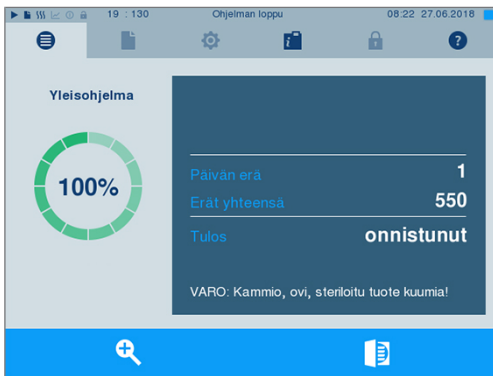 19 : 130 Ohjelman loppu 08:22 27.06.2018
Yleisohjelma
100%
Päivän erä 1
Erät yhteensä 550
Tulos onnistunut
VARO: Kammio, ovi, steriloitu tuote kuumia!